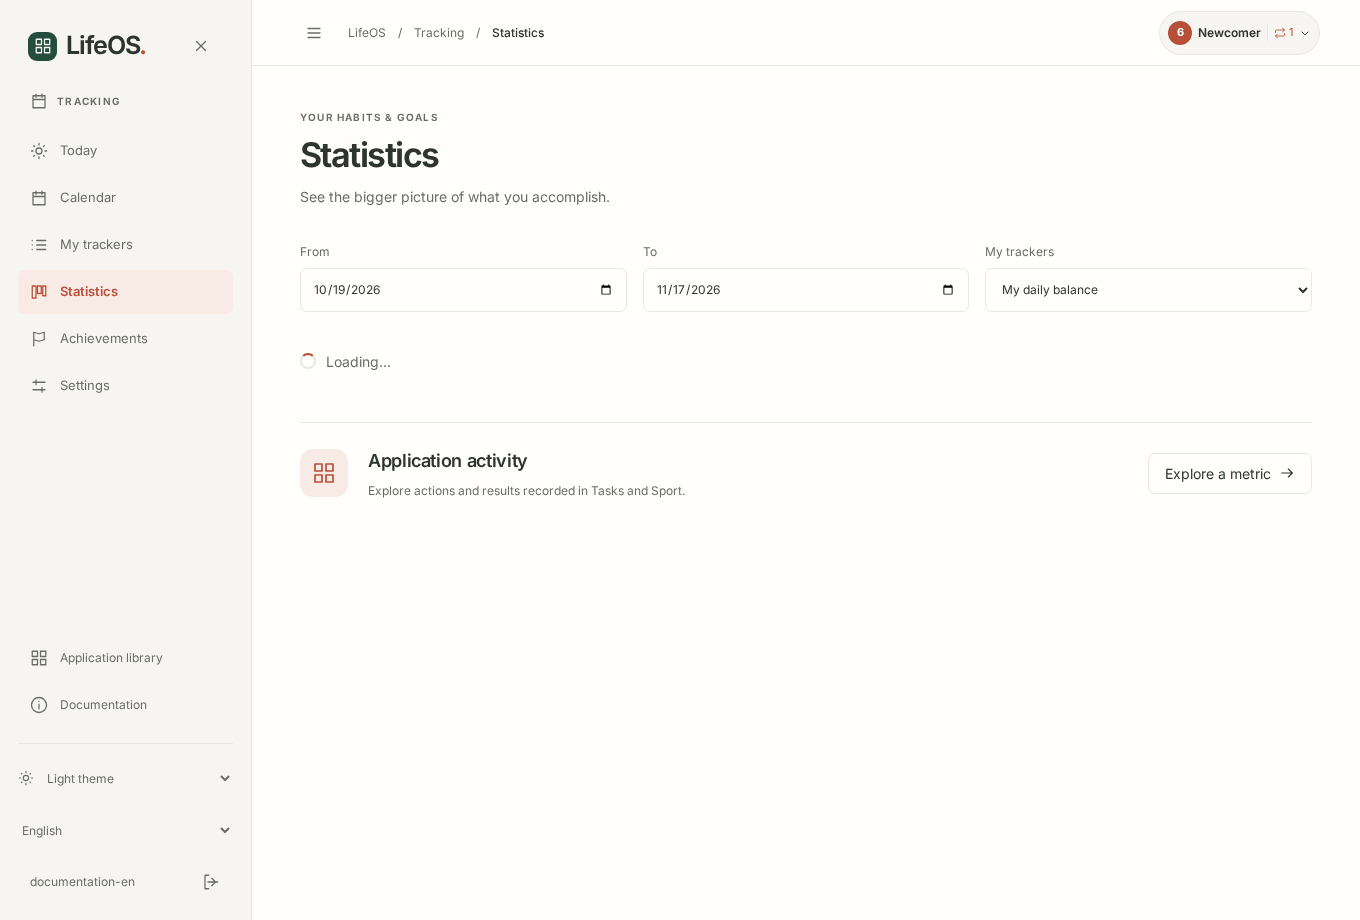 LifeOS.
TRACKING
Today
Calendar
My trackers
Statistics
Achievements
Settings
Application library
Documentation
Light theme
English
documentation-en
LifeOS / Tracking / Statistics
6 Newcomer 1
YOUR HABITS & GOALS
Statistics
See the bigger picture of what you accomplish.
From To My trackers
10/19/2026 11/17/2026 My daily balance
Loading…
Application activity
Explore actions and results recorded in Tasks and Sport.
Explore a metric